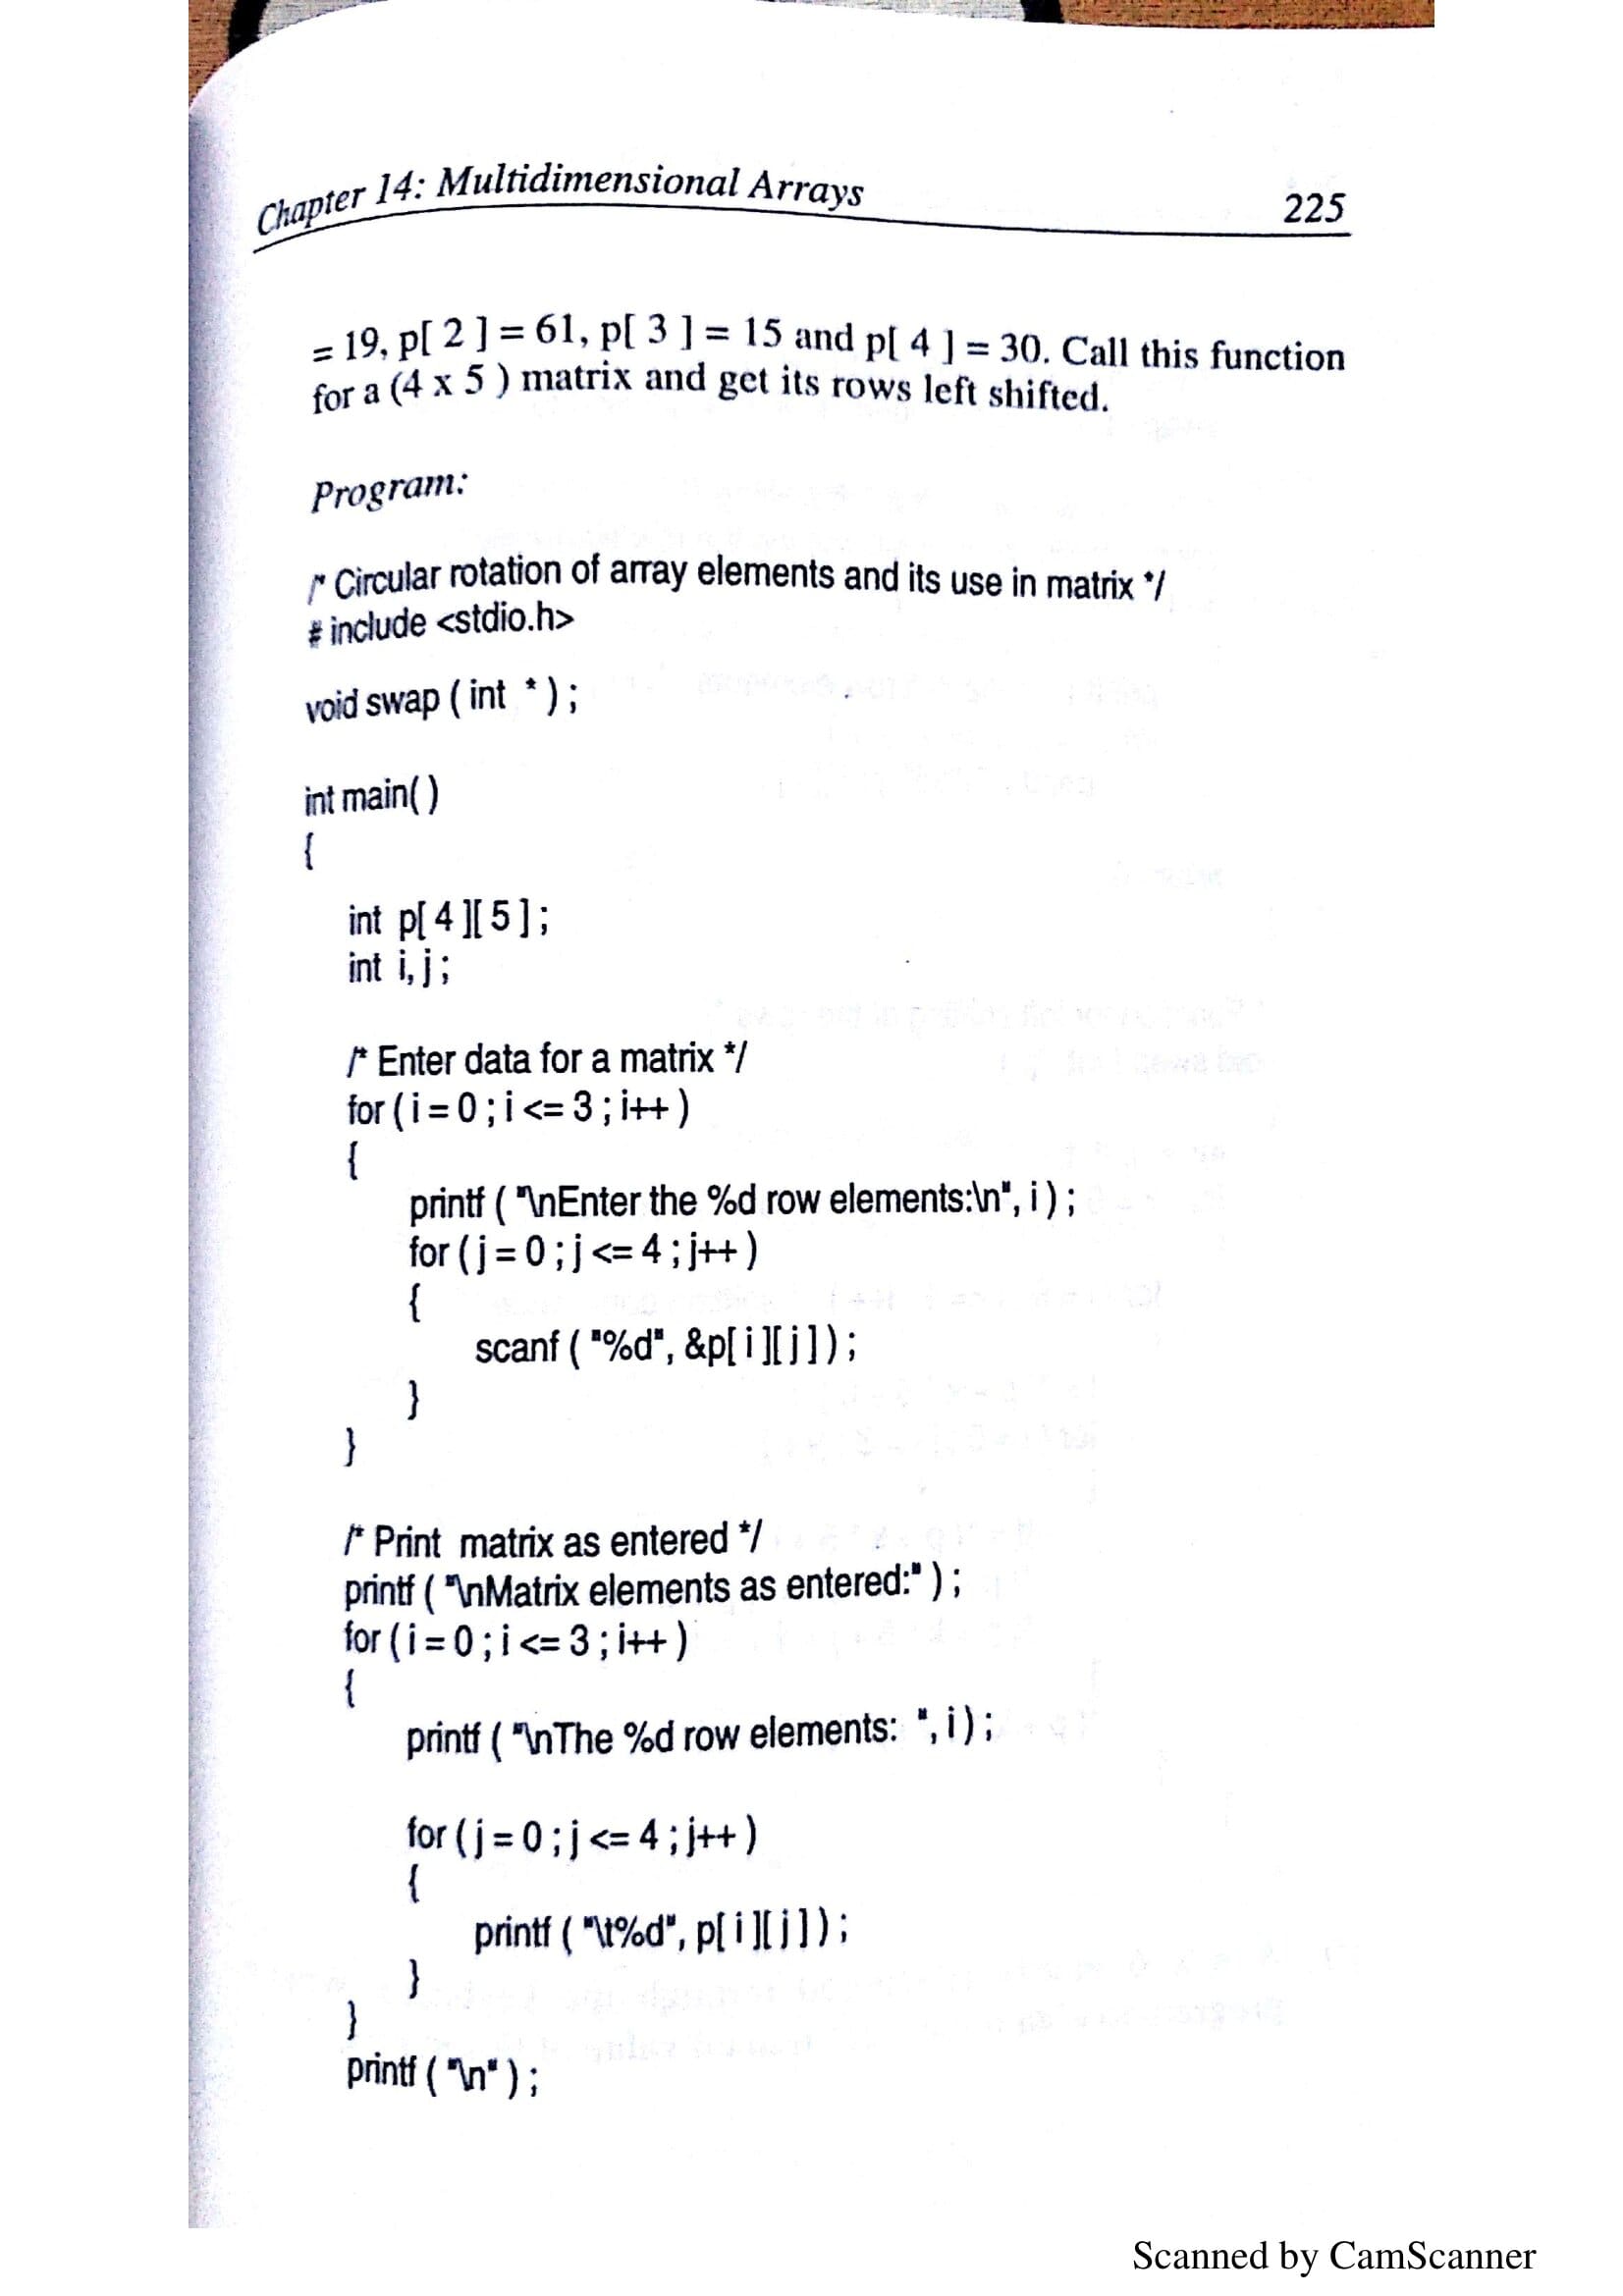 Chapter 14: Multidimensional Arrays 225
= 19, p[ 2 ] = 61, p[ 3 ] = 15 and p[ 4 ] = 30. Call this function
for a (4 x 5 ) matrix and get its rows left shifted.
Program:
/* Circular rotation of array elements and its use in matrix */
# include <stdio.h>
void swap ( int * ) ;
int main( )
{
int p[ 4 ][ 5 ] ;
int i, j ;
/* Enter data for a matrix */
for ( i = 0 ; i <= 3 ; i++ )
{
printf ( "\nEnter the %d row elements:\n", i ) ;
for ( j = 0 ; j <= 4 ; j++ )
{
scanf ( "%d", &p[ i ][ j ] ) ;
}
}
/* Print matrix as entered */
printf ( "\nMatrix elements as entered:" ) ;
for ( i = 0 ; i <= 3 ; i++ )
{
printf ( "\nThe %d row elements: ", i ) ;
for ( j = 0 ; j <= 4 ; j++ )
{
printf ( "\t%d", p[ i ][ j ] ) ;
}
}
printf ( "\n" ) ;
Scanned by CamScanner